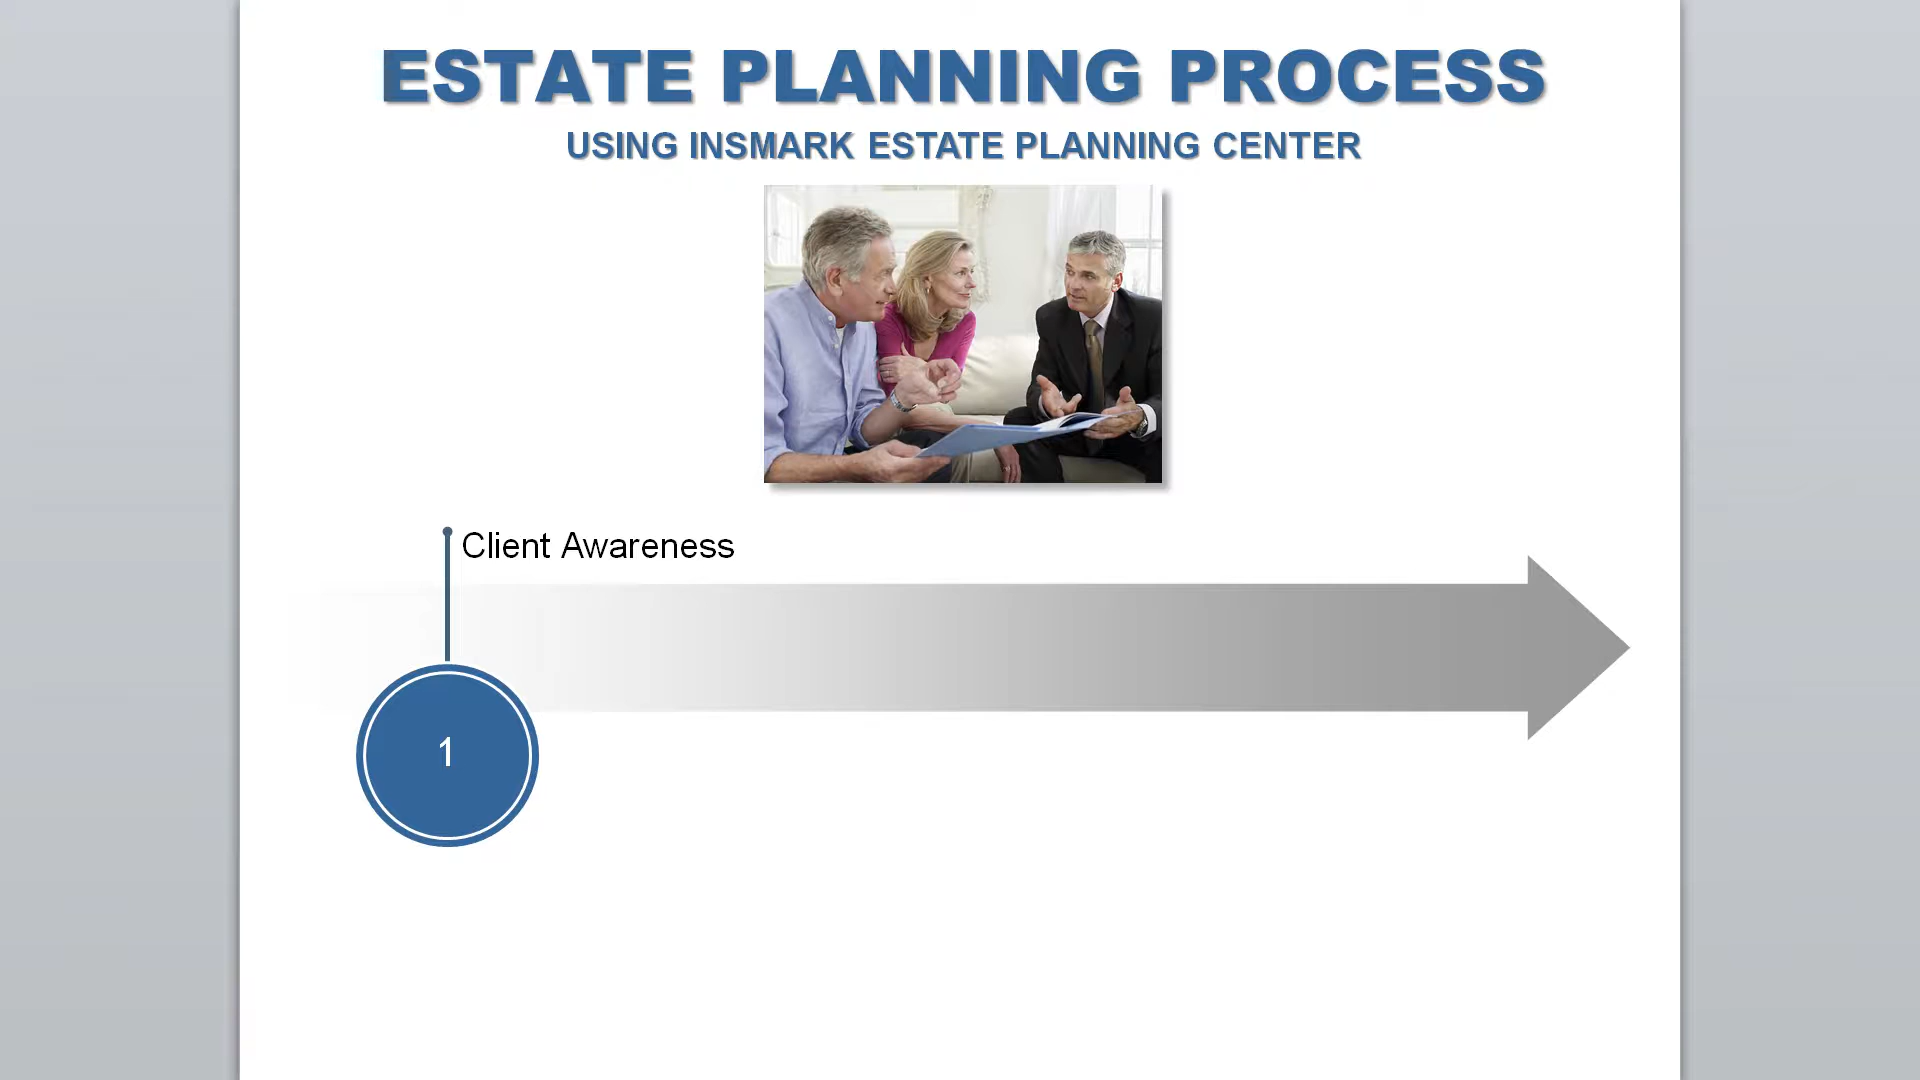 ESTATE PLANNING PROCESS
USING INSMARK ESTATE PLANNING CENTER
Client Awareness
1